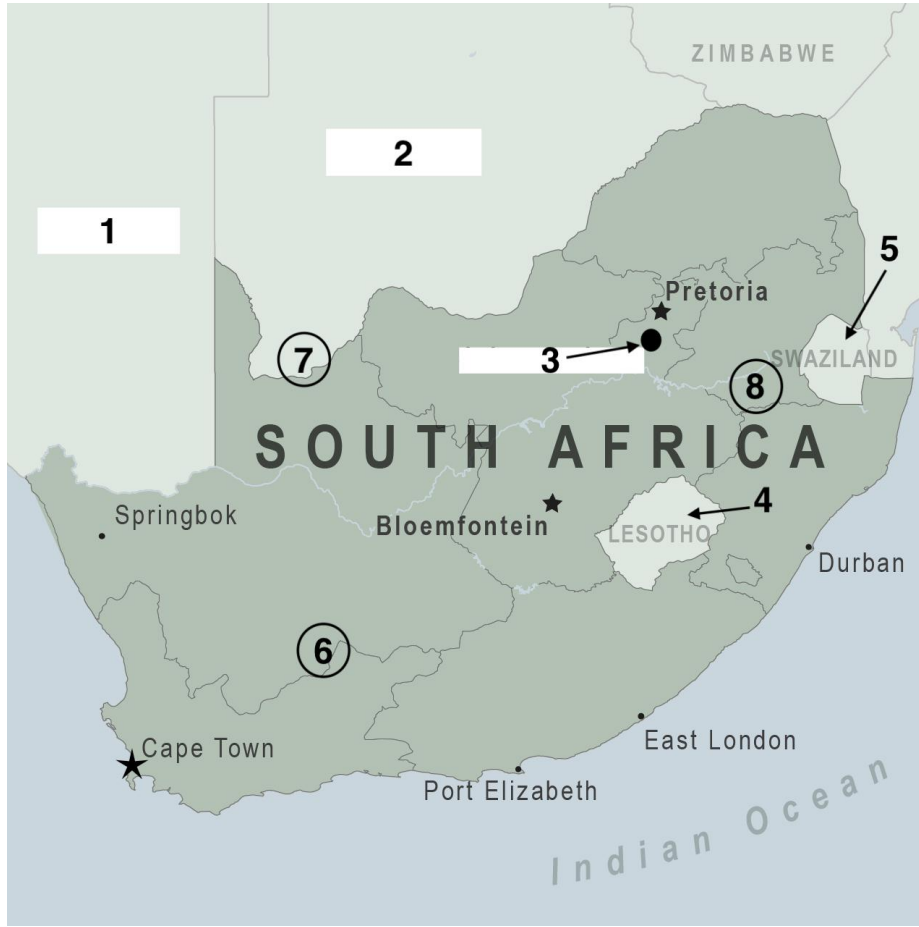 ZIMBABWE
2
1
5
Pretoria
3
SWAZILAND
7
8
SOUTH AFRICA
4
Springbok
Bloemfontein
LESOTHO
Durban
6
East London
Cape Town
Port Elizabeth
Indian Ocean